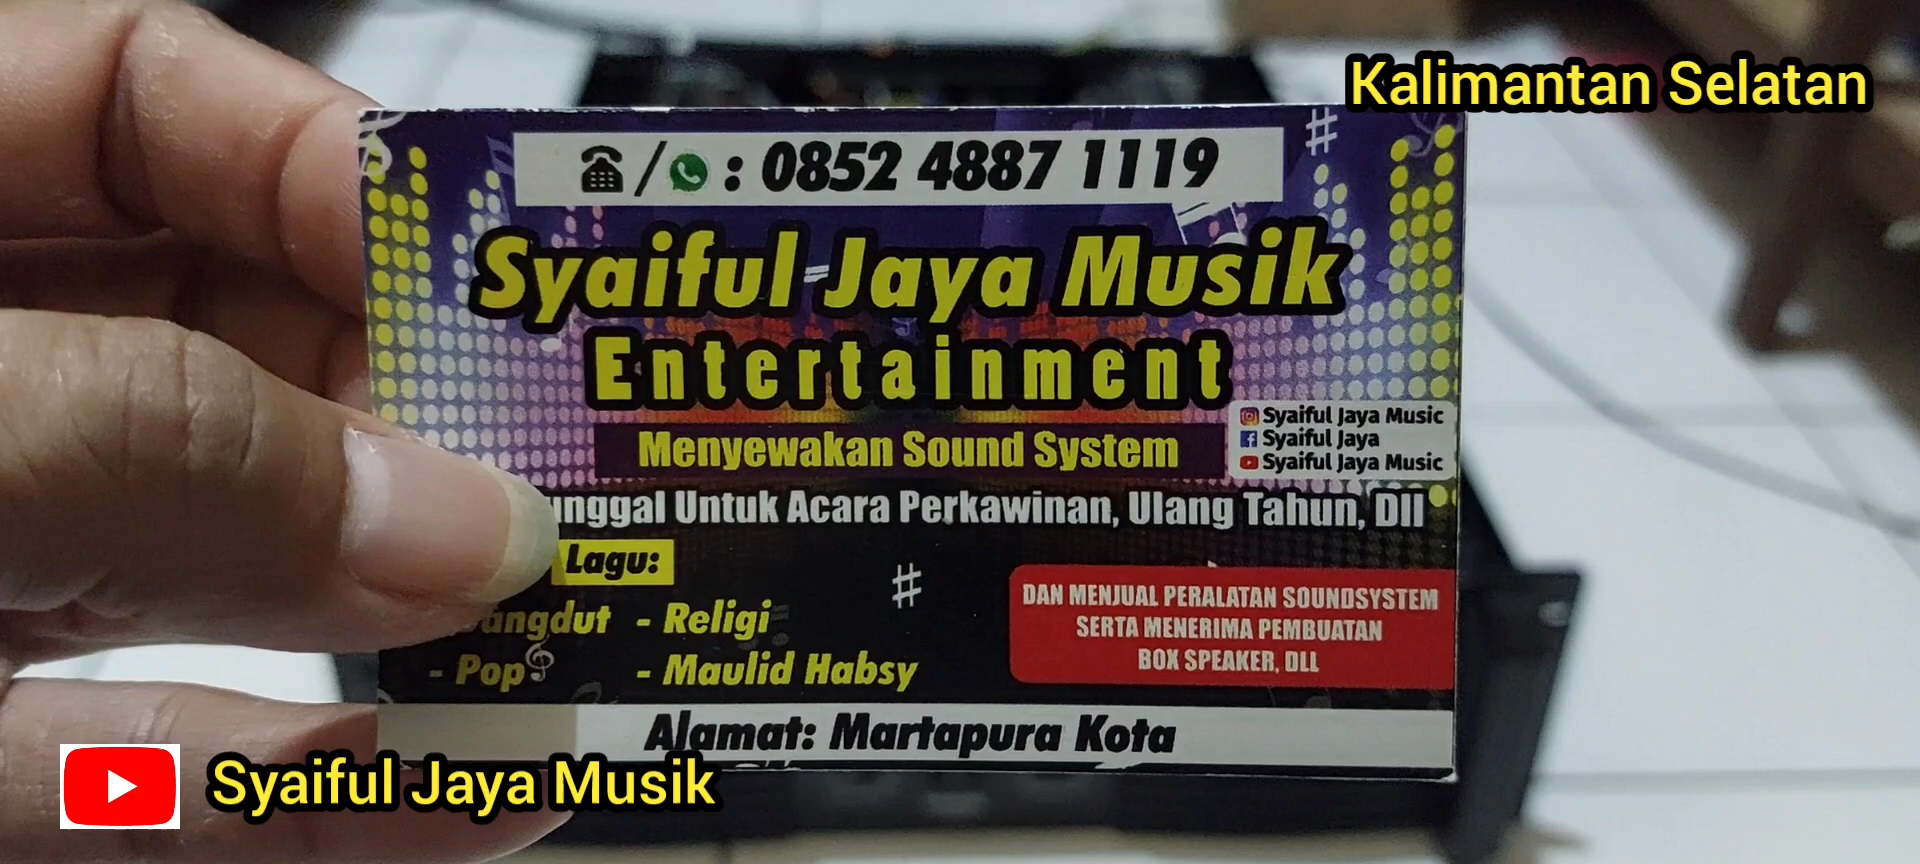 Kalimantan Selatan
: 0852 4887 1119
Syaiful Jaya Musik
Entertainment
Menyewakan Sound System
Syaiful Jaya Music
Syaiful Jaya
Syaiful Jaya Music
Untuk Acara Perkawinan, Ulang Tahun, Dll
Lagu:
- Religi
- Pop
- Maulid Habsy
DAN MENJUAL PERALATAN SOUNDSYSTEM
SERTA MENERIMA PEMBUATAN
BOX SPEAKER, DLL
Alamat: Martapura Kota
Syaiful Jaya Musik